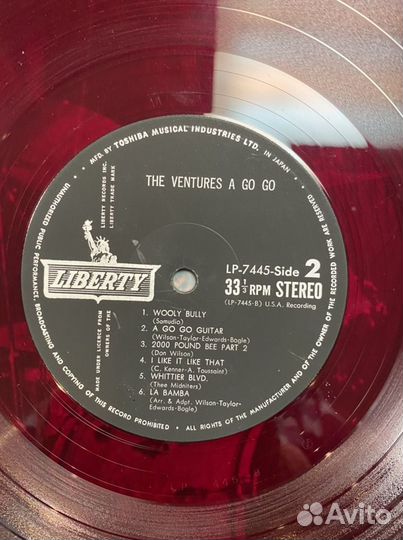 MFD. BY TOSHIBA MUSICAL INDUSTRIES LTD. IN JAPAN
THE VENTURES A GO GO
LIBERTY RECORDS INC.
LIBERTY TRADE MARK
LIBERTY
MADE UNDER LICENCE FROM
OWNERS OF THE
LP-7445-Side 2
33 1/3 RPM STEREO
(LP-7445-B) U.S.A. Recording
1. WOOLY BULLY
(Samudio)
2. A GO GO GUITAR
(Wilson-Taylor-Edwards-Bogle)
3. 2000 POUND BEE PART 2
(Don Wilson)
4. I LIKE IT LIKE THAT
(C. Kenner-A. Toussaint)
5. WHITTIER BLVD.
(Thee Midniters)
6. LA BAMBA
(Arr. & Adpt. Wilson-Taylor-
Edwards-Bogle)
ALL RIGHTS OF THE MANUFACTURER AND OF THE OWNER OF THE RECORDED WORK ARE RESERVED
UNAUTHORIZED PUBLIC PERFORMANCE, BROADCASTING AND COPYING OF THIS RECORD PROHIBITED
Avito